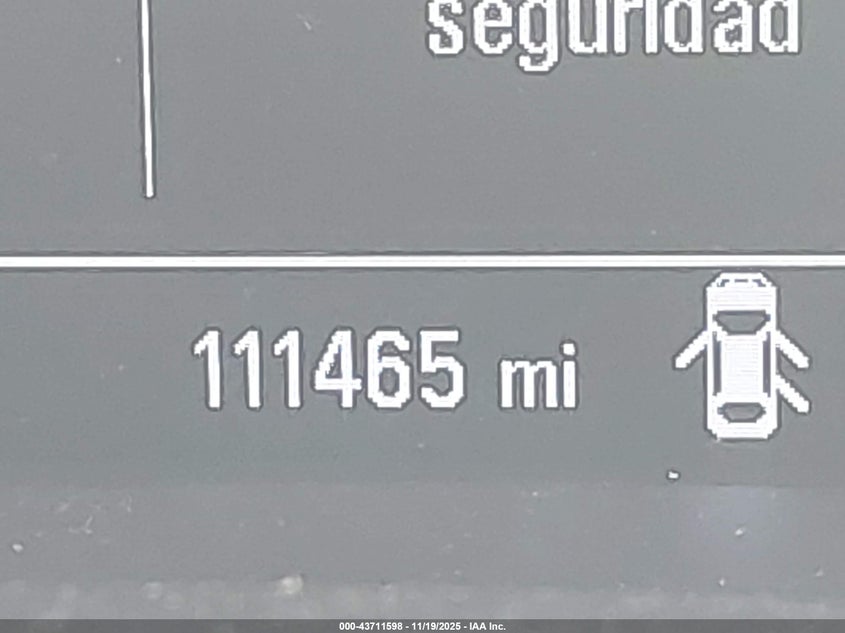 seguridad
111465 mi
000-43711598 - 11/19/2025 - IAA Inc.